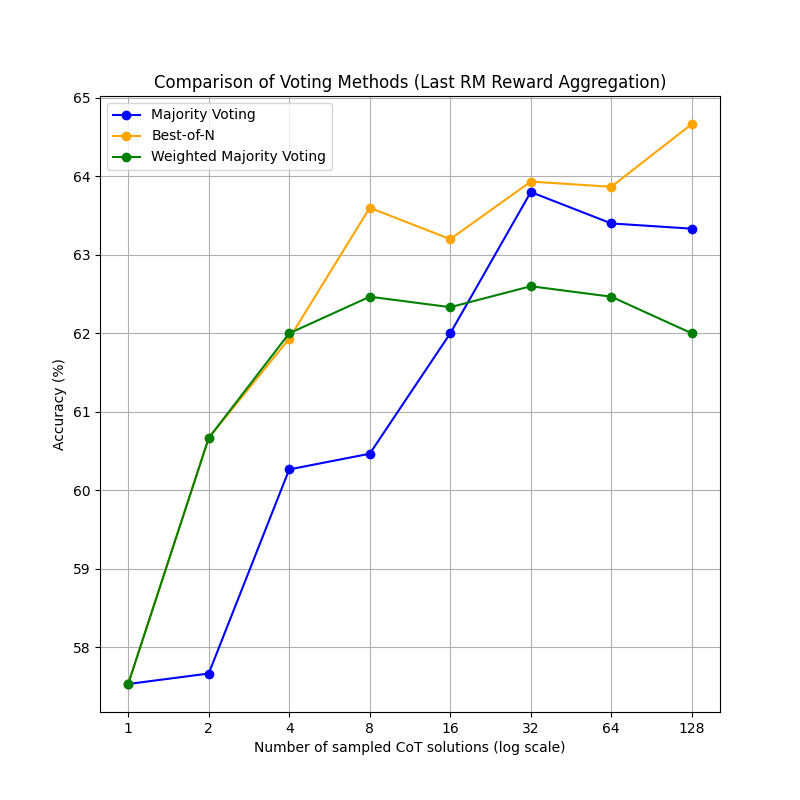 Comparison of Voting Methods (Last RM Reward Aggregation)
Majority Voting
Best-of-N
Weighted Majority Voting
65
64
63
62
61
60
59
58
Accuracy (%)
1 2 4 8 16 32 64 128
Number of sampled CoT solutions (log scale)